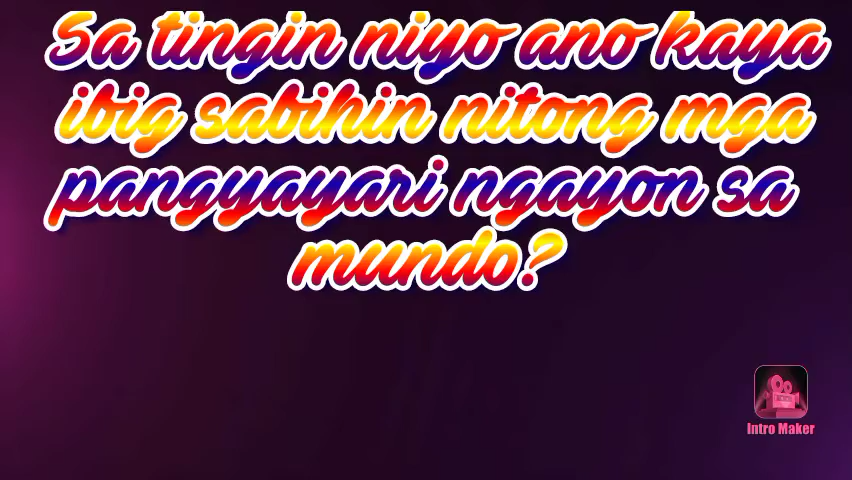 Sa tingin niyo ano kaya
ibig sabihin nitong mga
pangyayari ngayon sa
mundo?
Intro Maker